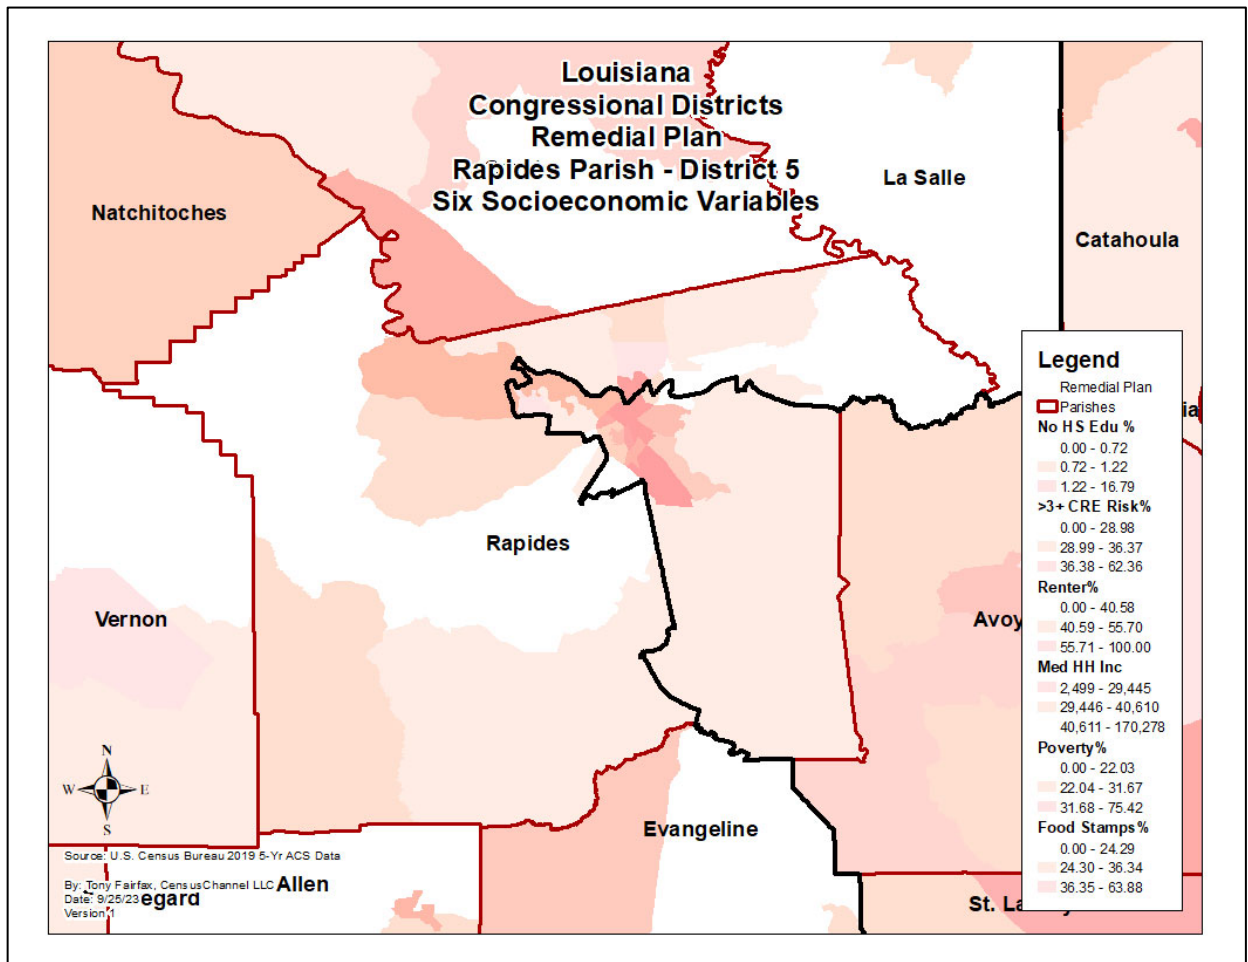 Louisiana
Congressional Districts
Remedial Plan
Rapides Parish - District 5
Six Socioeconomic Variables
La Salle
Natchitoches
Catahoula
Rapides
Vernon
Evangeline
Allen
Legend
Remedial Plan
Parishes
No HS Edu %
0.00 - 0.72
0.72 - 1.22
1.22 - 16.79
>3+ CRE Risk%
0.00 - 28.98
28.99 - 36.37
36.38 - 62.36
Renter%
0.00 - 40.58
40.59 - 55.70
55.71 - 100.00
Med HH Inc
2,499 - 29,445
29,446 - 40,610
40,611 - 170,278
Poverty%
0.00 - 22.03
22.04 - 31.67
31.68 - 75.42
Food Stamps%
0.00 - 24.29
24.30 - 36.34
36.35 - 63.88
N
W E
S
Source: U.S. Census Bureau 2019 5-Yr ACS Data
By: Tony Fairfax, CensusChannel LLC
Date: 9/25/23
Version 1